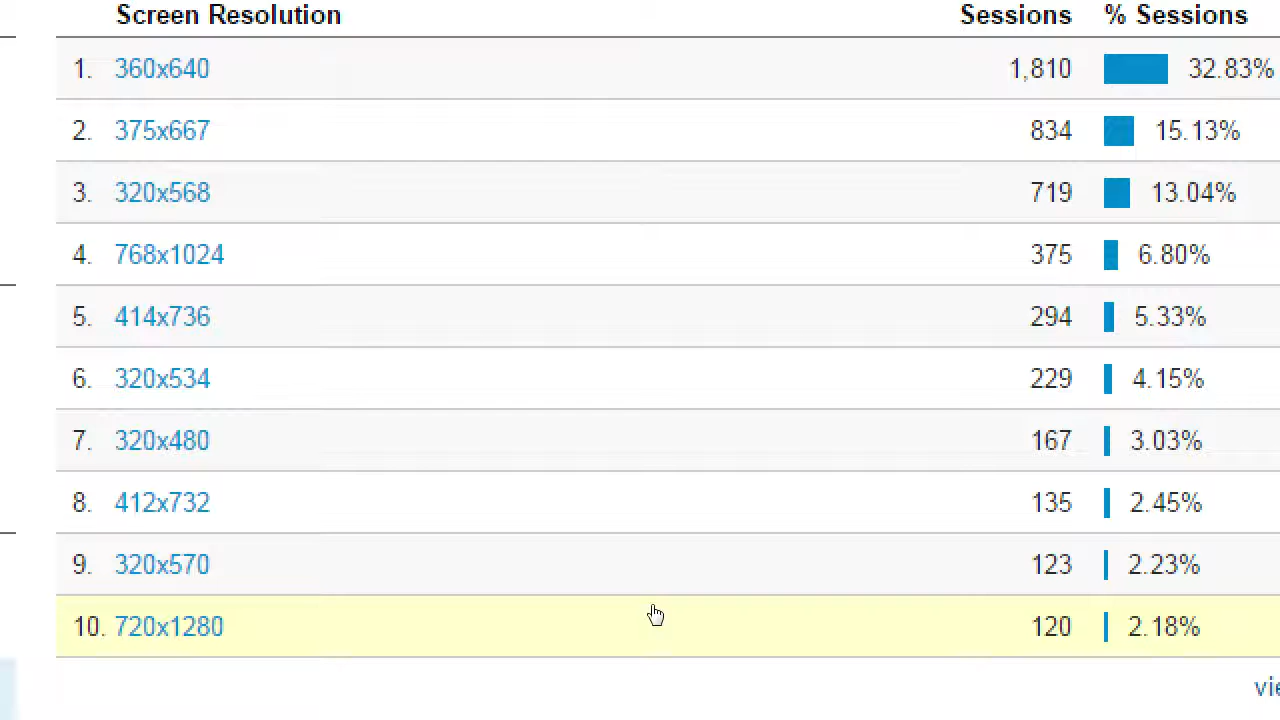 Screen Resolution Sessions % Sessions
1. 360x640 1,810 32.83%
2. 375x667 834 15.13%
3. 320x568 719 13.04%
4. 768x1024 375 6.80%
5. 414x736 294 5.33%
6. 320x534 229 4.15%
7. 320x480 167 3.03%
8. 412x732 135 2.45%
9. 320x570 123 2.23%
10. 720x1280 120 2.18%